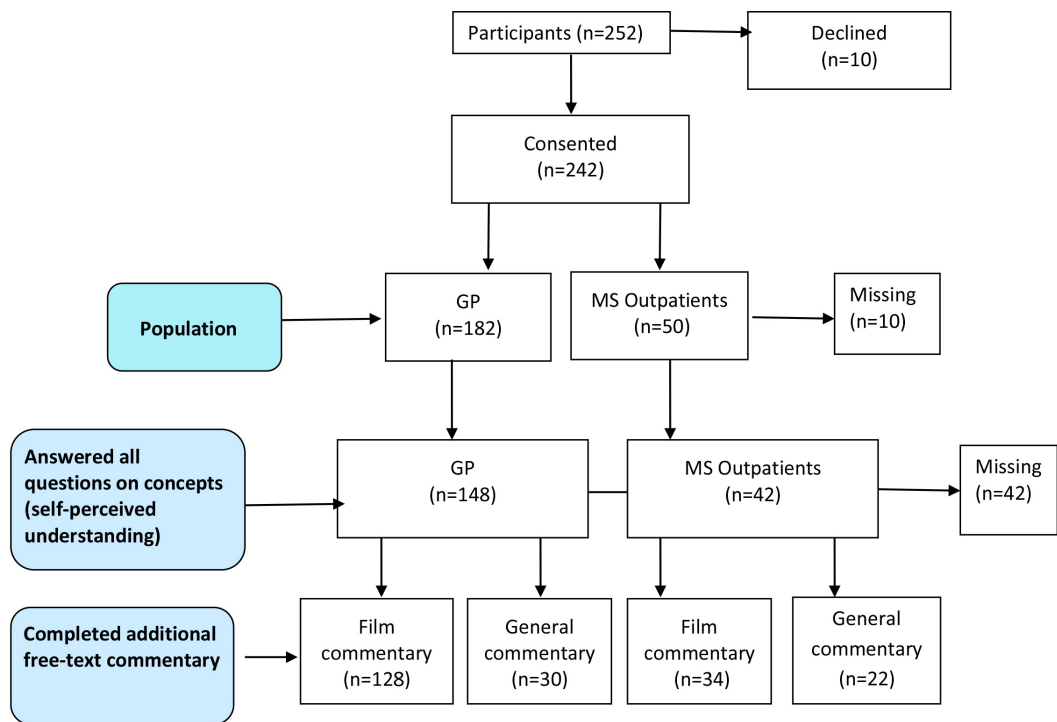 Participants (n=252)
Declined
(n=10)
Consented
(n=242)
Population
GP
(n=182)
MS Outpatients
(n=50)
Missing
(n=10)
Answered all
questions on concepts
(self-perceived
understanding)
GP
(n=148)
MS Outpatients
(n=42)
Missing
(n=42)
Completed additional
free-text commentary
Film
commentary
(n=128)
General
commentary
(n=30)
Film
commentary
(n=34)
General
commentary
(n=22)